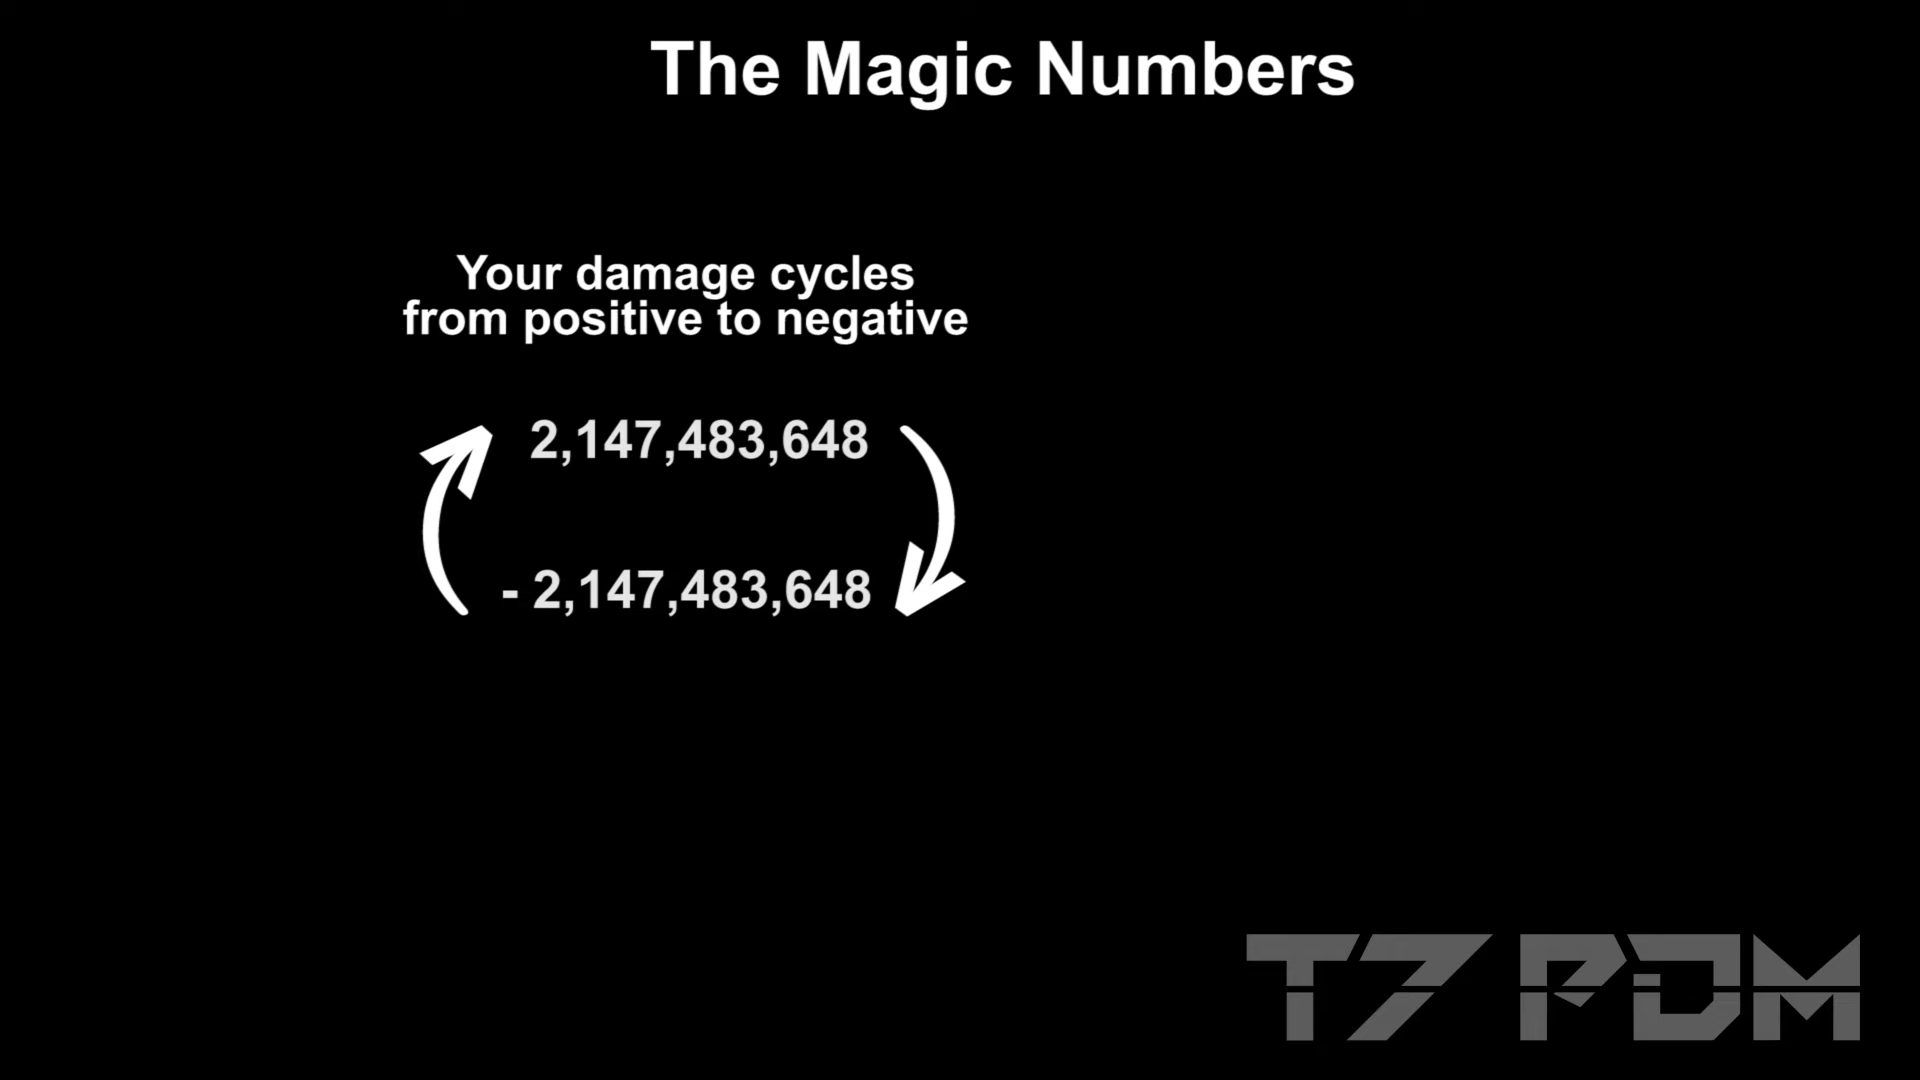 The Magic Numbers
Your damage cycles
from positive to negative
2,147,483,648
- 2,147,483,648
T7 PDM